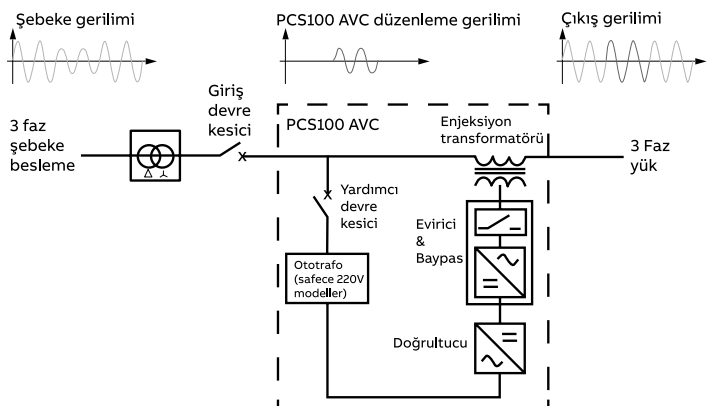 Şebeke gerilimi
PCS100 AVC düzenleme gerilimi
Çıkış gerilimi
3 faz
şebeke
besleme
Giriş
devre
kesici
PCS100 AVC
Enjeksiyon
transformatörü
3 Faz
yük
Yardımcı
devre
kesici
Evirici
&
Baypas
Ototrafo
(safece 220V
modeller)
Doğrultucu